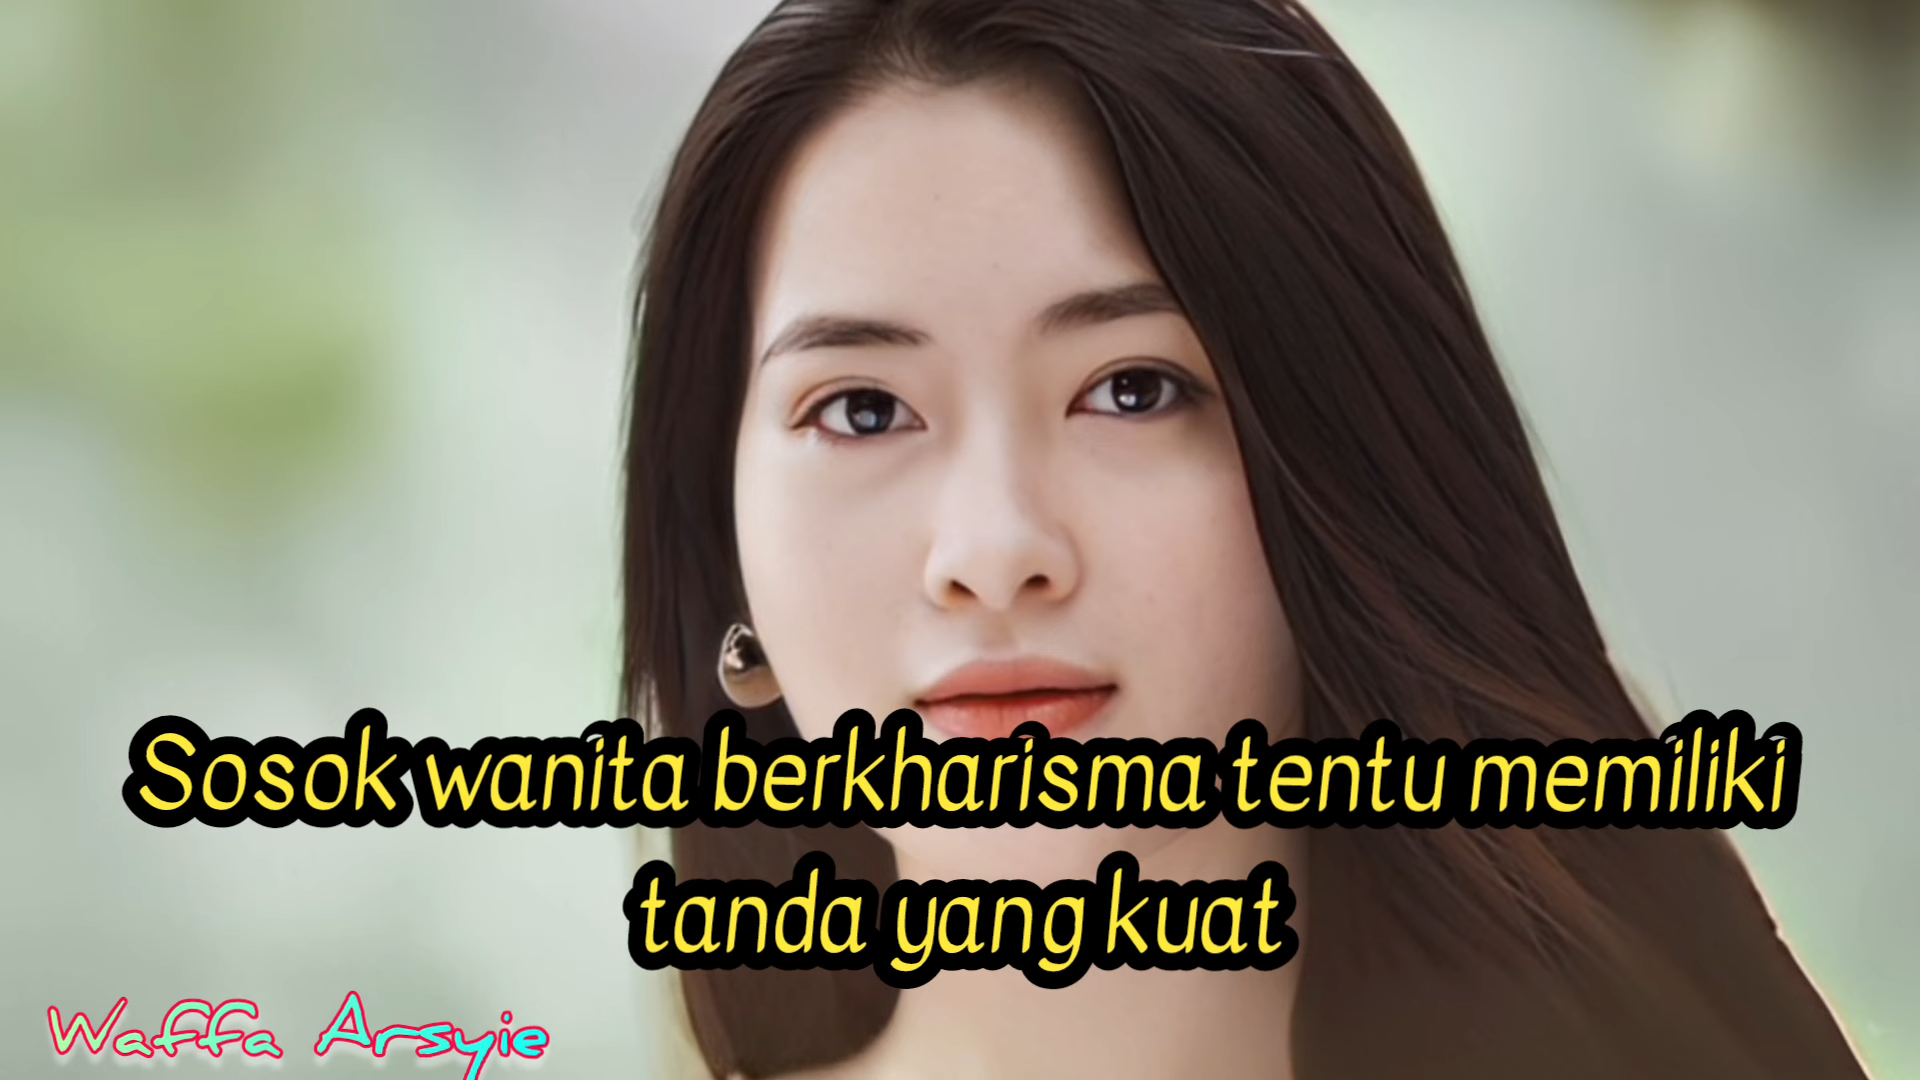 Sosok wanita berkharisma tentu memiliki
tanda yang kuat
Waffa Arsyie